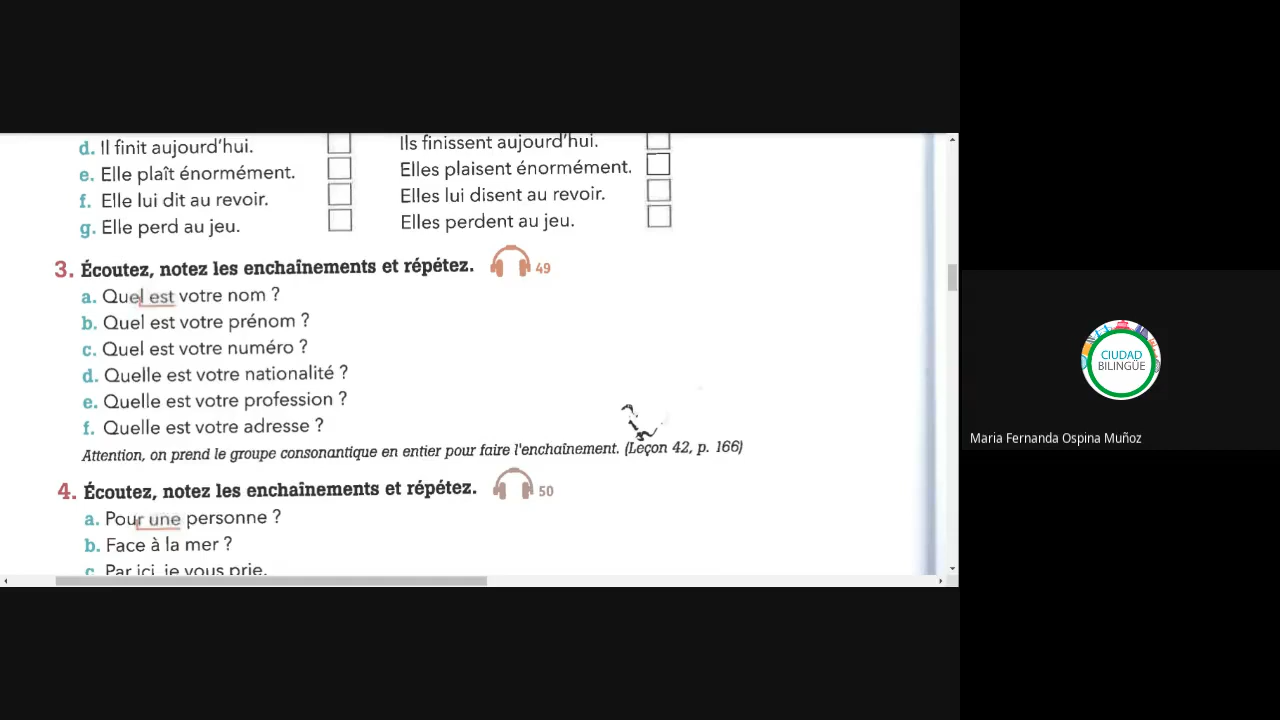 d. Il finit aujourd'hui. Ils finissent aujourd'hui.
e. Elle plaît énormément. Elles plaisent énormément.
f. Elle lui dit au revoir. Elles lui disent au revoir.
g. Elle perd au jeu. Elles perdent au jeu.
3. Écoutez, notez les enchaînements et répétez. 49
a. Quel est votre nom ?
b. Quel est votre prénom ?
c. Quel est votre numéro ?
d. Quelle est votre nationalité ?
e. Quelle est votre profession ?
f. Quelle est votre adresse ?
Attention, on prend le groupe consonantique en entier pour faire l'enchaînement. (Leçon 42, p. 166)
4. Écoutez, notez les enchaînements et répétez. 50
a. Pour une personne ?
b. Face à la mer ?
c. Par ici, je vous prie.
CIUDAD
BILINGÜE
Maria Fernanda Ospina Muñoz